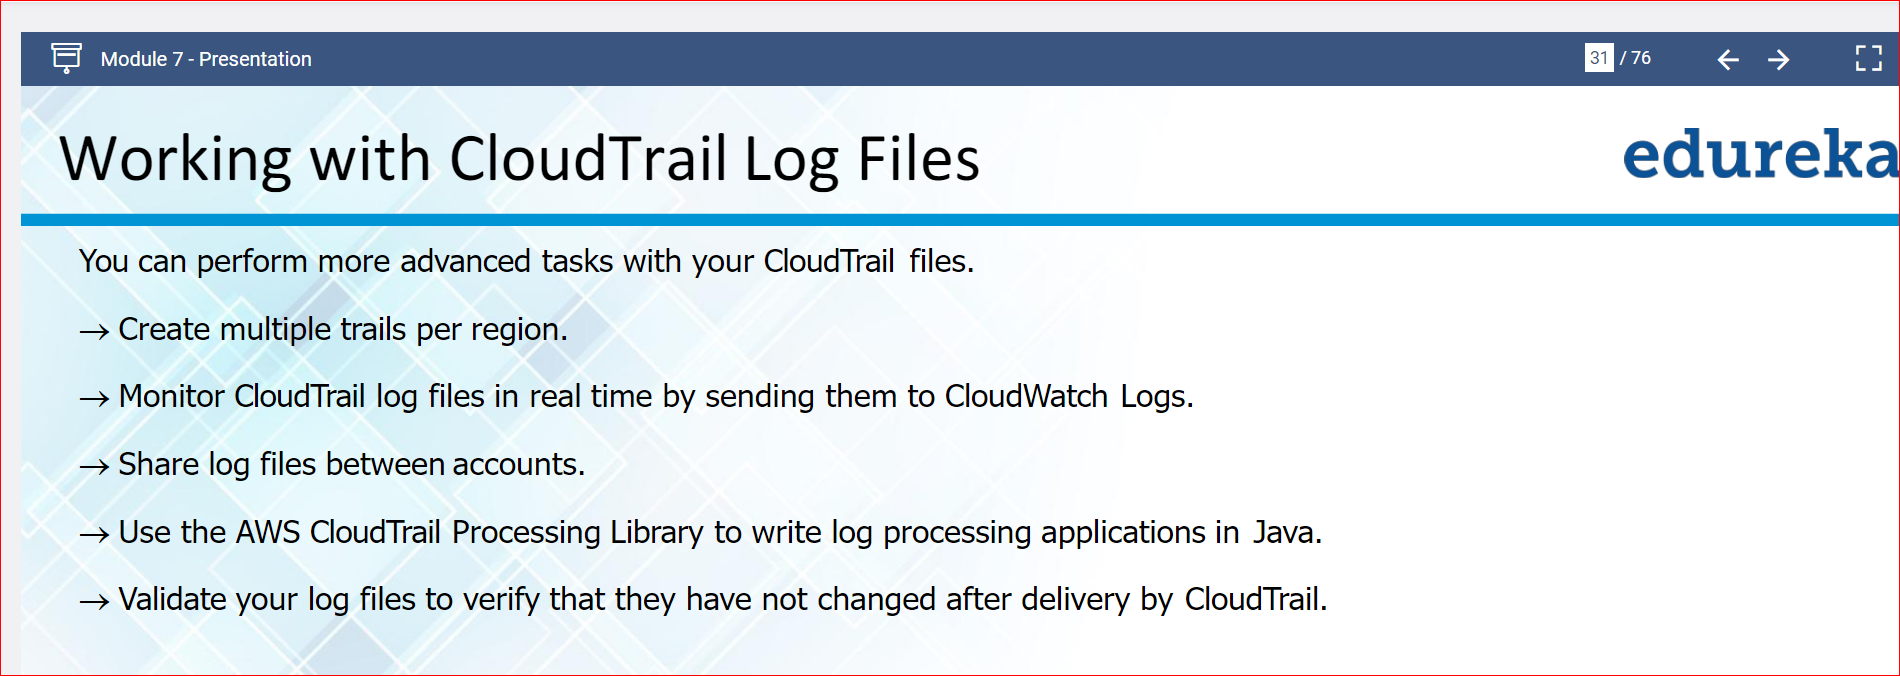 Module 7 - Presentation
31 / 76
Working with CloudTrail Log Files
edureka
You can perform more advanced tasks with your CloudTrail files.
→ Create multiple trails per region.
→ Monitor CloudTrail log files in real time by sending them to CloudWatch Logs.
→ Share log files between accounts.
→ Use the AWS CloudTrail Processing Library to write log processing applications in Java.
→ Validate your log files to verify that they have not changed after delivery by CloudTrail.